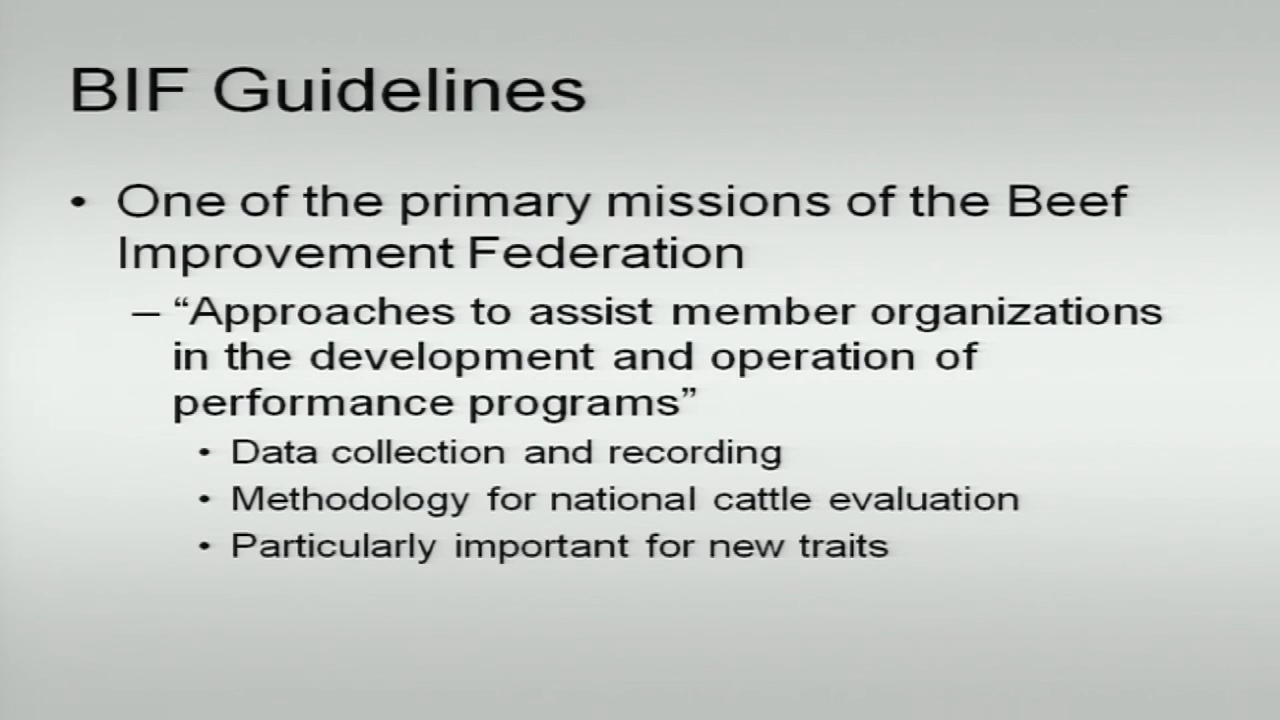 BIF Guidelines
• One of the primary missions of the Beef
Improvement Federation
– “Approaches to assist member organizations
in the development and operation of
performance programs”
• Data collection and recording
• Methodology for national cattle evaluation
• Particularly important for new traits